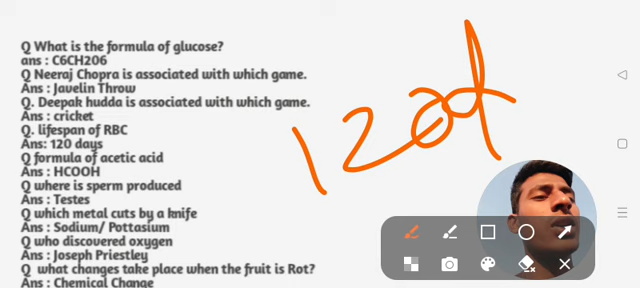 Q What is the formula of glucose?
ans : C6CH206
Q Neeraj Chopra is associated with which game.
Ans : Javelin Throw
Q. Deepak hudda is associated with which game.
Ans : cricket
Q. lifespan of RBC
Ans: 120 days
Q formula of acetic acid
Ans : HCOOH
Q where is sperm produced
Ans : Testes
Q which metal cuts by a knife
Ans : Sodium/ Pottasium
Q who discovered oxygen
Ans : Joseph Priestley
Q what changes take place when the fruit is Rot?
Ans : Chemical Change
120d